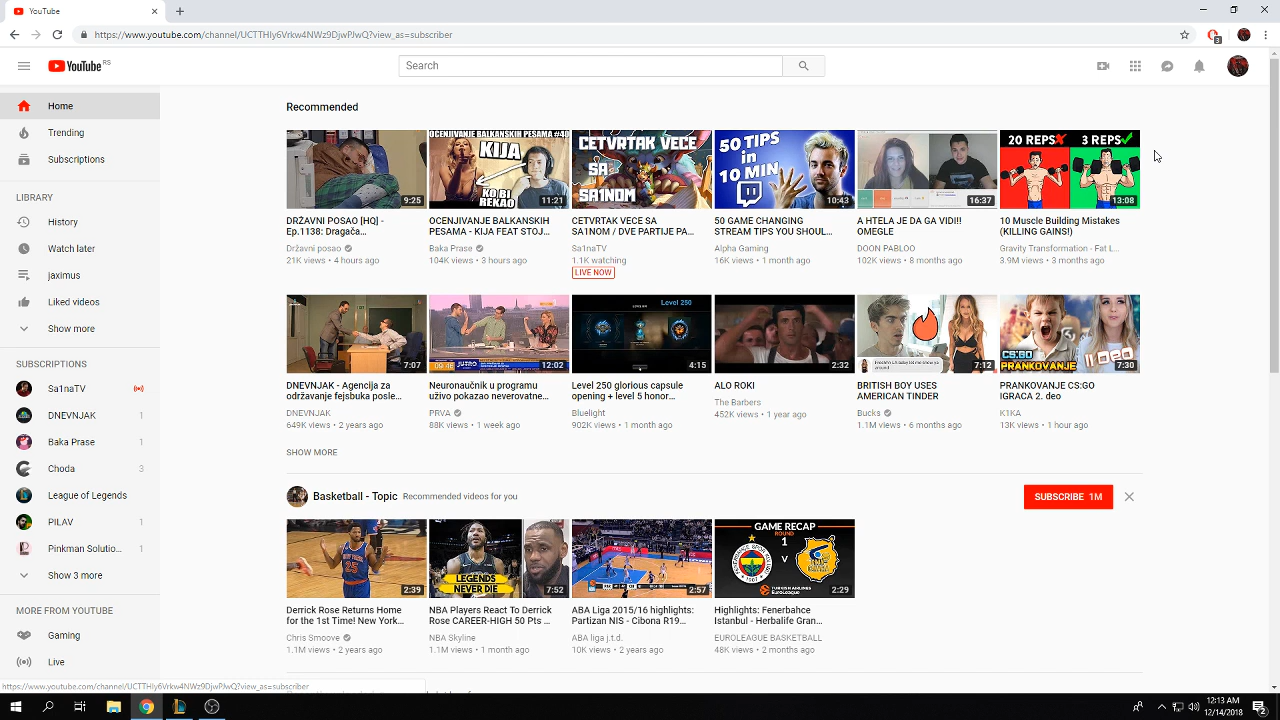 YouTube
https://www.youtube.com/channel/UCTTHIy6Vrkw4NWz9DjwPJwQ?view_as=subscriber
3
YouTube RS
Search
Home
Trending
Subscriptions
LIBRARY
History
Watch later
jaximus
Liked videos
Show more
SUBSCRIPTIONS
Sa1naTV
DNEVNJAK 1
Baka Prase 1
Choda 3
League of Legends
PILAV 1
Pinkman Solutio... 1
Show 3 more
MORE FROM YOUTUBE
Gaming
Live
Recommended
9:25
DRŽAVNI POSAO [HQ] -
Ep.1138: Dragača...
Državni posao
21K views • 4 hours ago
OCENJIVANJE BALKANSKIH PESAMA #40
KIJA
KO BI
REKAO
11:21
OCENJIVANJE BALKANSKIH
PESAMA - KIJA FEAT STOJ...
Baka Prase
104K views • 3 hours ago
CETVRTAK VECE
SA
SA1NOM
CETVRTAK VECE SA
SA1NOM / DVE PARTIJE PA...
Sa1naTV
1.1K watching
LIVE NOW
50 TIPS
in
10 MIN
10:43
50 GAME CHANGING
STREAM TIPS YOU SHOUL...
Alpha Gaming
16K views • 1 month ago
16:37
A HTELA JE DA GA VIDI!!
OMEGLE
DOON PABLOO
102K views • 8 months ago
20 REPS 3 REPS
13:08
10 Muscle Building Mistakes
(KILLING GAINS!)
Gravity Transformation - Fat L...
3.9M views • 3 months ago
7:07
DNEVNJAK - Agencija za
održavanje fejsbuka posle...
DNEVNJAK
649K views • 2 years ago
JUTRO
12:02
Neuronaučnik u programu
uživo pokazao neverovatne...
PRVA
88K views • 1 week ago
Level 250
4:15
Level 250 glorious capsule
opening + level 5 honor...
Bluelight
902K views • 1 month ago
2:32
ALO ROKI
The Barbers
452K views • 1 year ago
7:12
BRITISH BOY USES
AMERICAN TINDER
Bucks
1.1M views • 6 months ago
CS:GO
PRANKOVANJE
II DEO
7:30
PRANKOVANJE CS:GO
IGRACA 2. deo
K1KA
13K views • 1 hour ago
SHOW MORE
Basketball - Topic Recommended videos for you
SUBSCRIBE 1M
25
2:39
Derrick Rose Returns Home
for the 1st Time! New York...
Chris Smoove
1.1M views • 2 years ago
LEGENDS
NEVER DIE
7:52
NBA Players React To Derrick
Rose CAREER-HIGH 50 Pts ...
NBA Skyline
1.1M views • 1 month ago
2:57
ABA Liga 2015/16 highlights:
Partizan NIS - Cibona R19...
ABA liga j.t.d.
10K views • 2 years ago
GAME RECAP
ROUND
1
V
TURKISH AIRLINES
EuroLeague
2:29
Highlights: Fenerbahce
Istanbul - Herbalife Gran...
EUROLEAGUE BASKETBALL
48K views • 2 months ago
https://www.youtube.com/channel/UCTTHIy6Vrkw4NWz9DjwPJwQ?view_as=subscriber
12:13 AM
12/14/2018
2